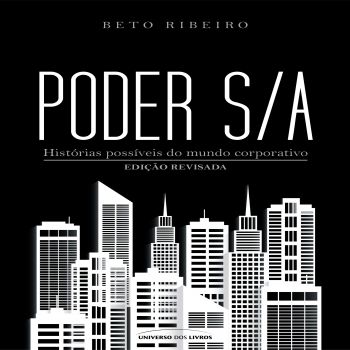 BETO RIBEIRO
PODER S/A
Histórias possíveis do mundo corporativo
EDIÇÃO REVISADA
UNIVERSO DOS LIVROS